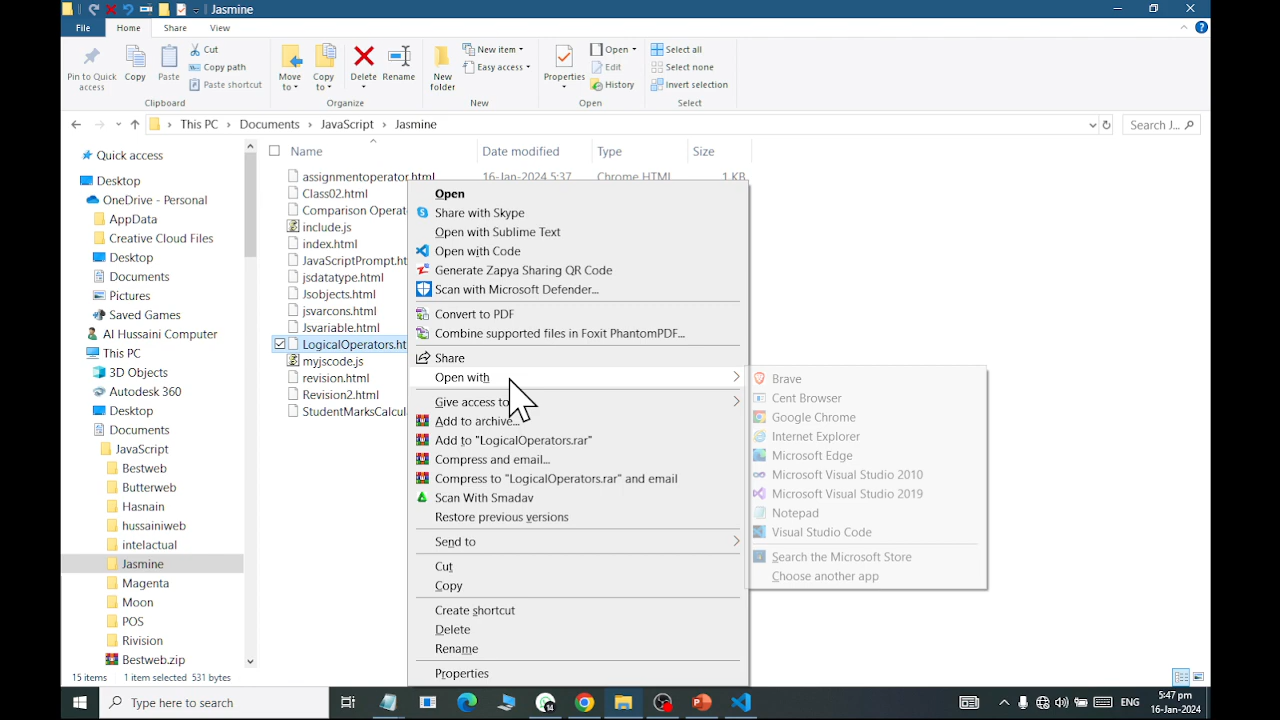 Jasmine
File
Home
Share
View
Pin to Quick access
Copy
Paste
Cut
Copy path
Paste shortcut
Clipboard
Move to
Copy to
Delete
Rename
Organize
New folder
New item
Easy access
New
Properties
Open
Edit
History
Open
Select all
Select none
Invert selection
Select
This PC > Documents > JavaScript > Jasmine
Search J...
Name
Date modified
Type
Size
Quick access
Desktop
OneDrive - Personal
AppData
Creative Cloud Files
Desktop
Documents
Pictures
Saved Games
Al Hussaini Computer
This PC
3D Objects
Autodesk 360
Desktop
Documents
JavaScript
Bestweb
Butterweb
Hasnain
hussainiweb
intelactual
Jasmine
Magenta
Moon
POS
Rivision
Bestweb.zip
assignmentoperator.html 16-Jan-2024 5:37 Chrome HTML 1 KB
Class02.html
Comparison Operat
include.js
index.html
JavaScriptPrompt.ht
jsdatatype.html
Jsobjects.html
jsvarcons.html
Jsvariable.html
LogicalOperators.ht
myjscode.js
revision.html
Revision2.html
StudentMarksCalcul
Open
Share with Skype
Open with Sublime Text
Open with Code
Generate Zapya Sharing QR Code
Scan with Microsoft Defender...
Convert to PDF
Combine supported files in Foxit PhantomPDF...
Share
Open with
Give access to
Add to archive...
Add to "LogicalOperators.rar"
Compress and email...
Compress to "LogicalOperators.rar" and email
Scan With Smadav
Restore previous versions
Send to
Cut
Copy
Create shortcut
Delete
Rename
Properties
Brave
Cent Browser
Google Chrome
Internet Explorer
Microsoft Edge
Microsoft Visual Studio 2010
Microsoft Visual Studio 2019
Notepad
Visual Studio Code
Search the Microsoft Store
Choose another app
15 items 1 item selected 531 bytes
Type here to search
ENG
5:47 pm
16-Jan-2024